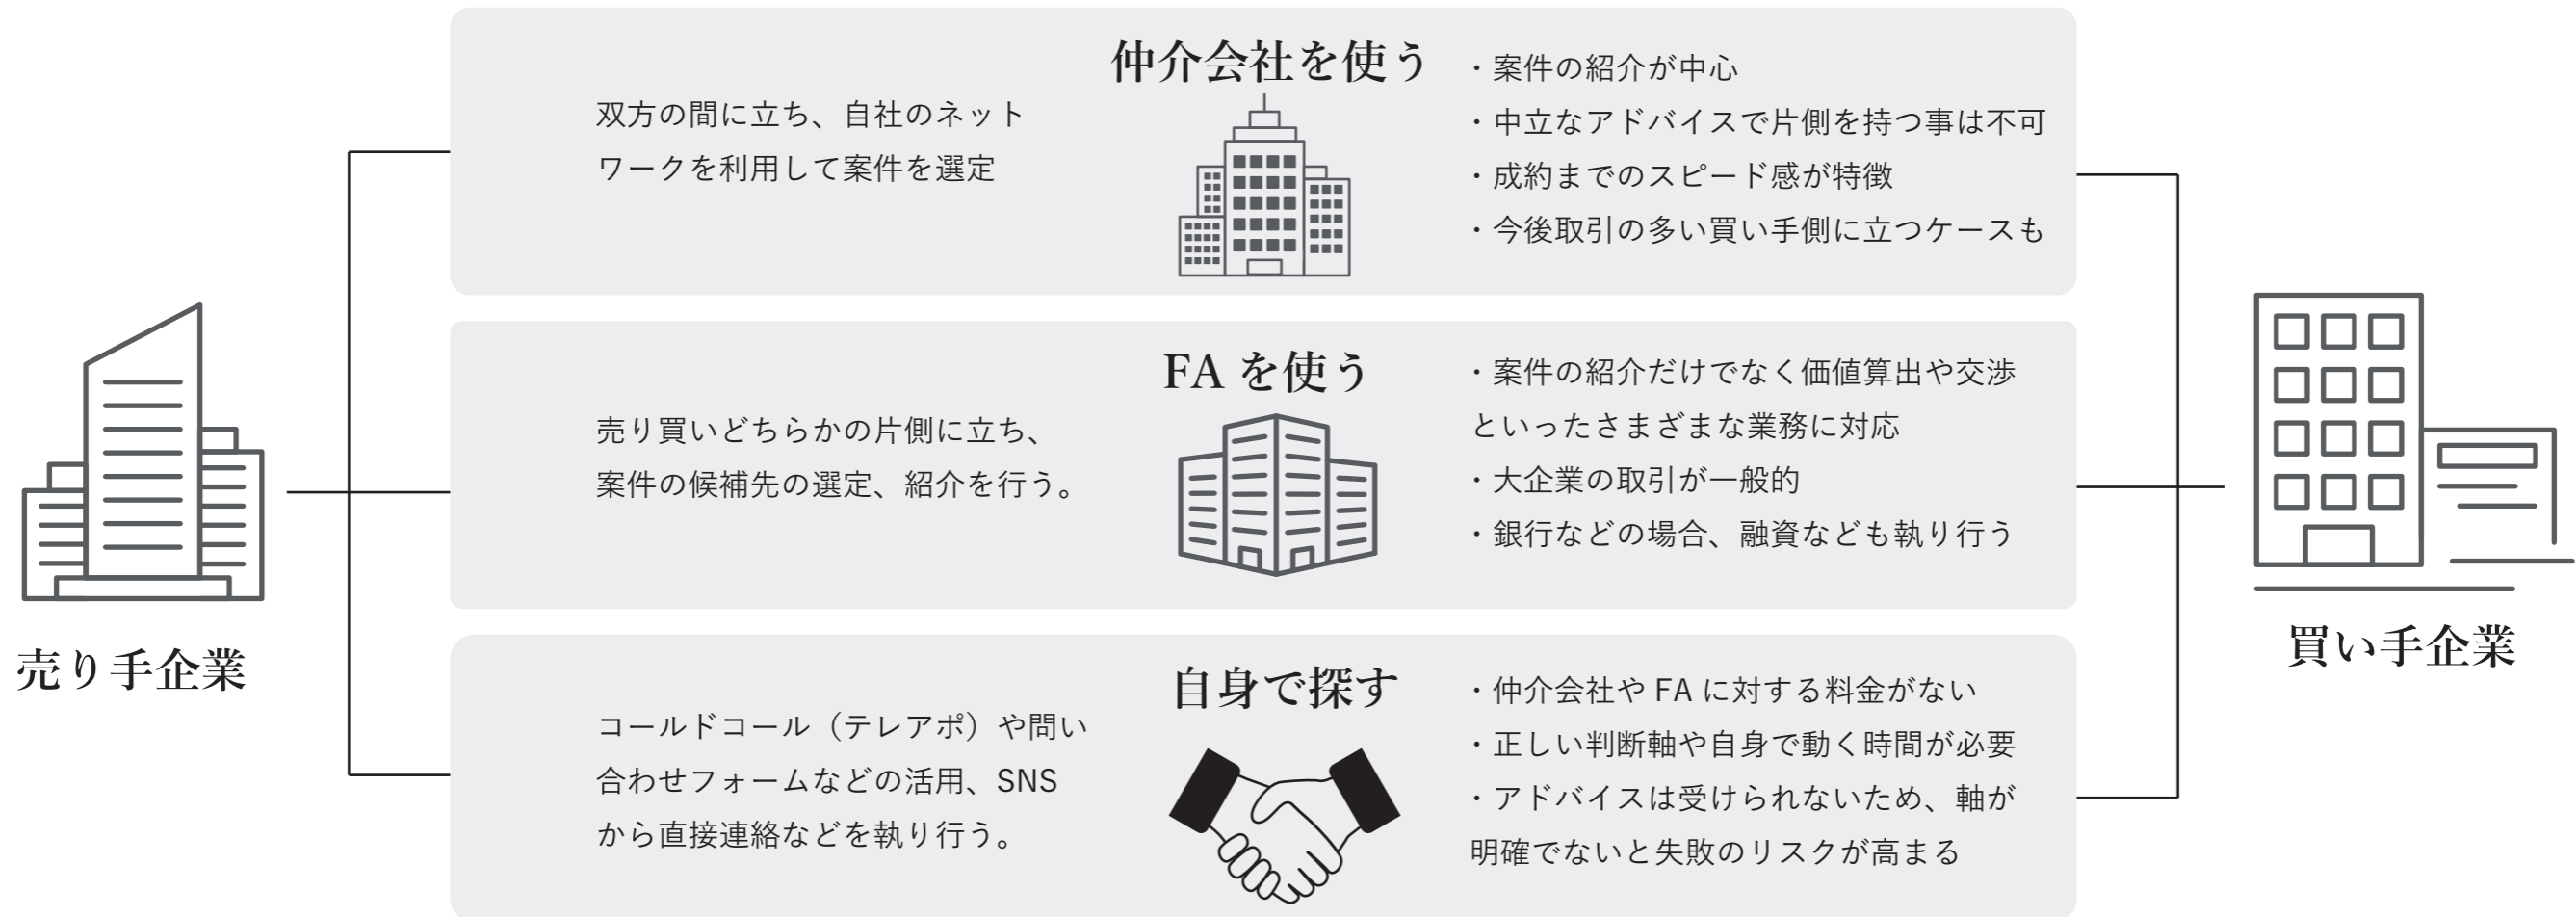 仲介会社を使う
双方の間に立ち、自社のネット
ワークを利用して案件を選定
・案件の紹介が中心
・中立なアドバイスで片側を持つ事は不可
・成約までのスピード感が特徴
・今後取引の多い買い手側に立つケースも
FA を使う
売り買いどちらかの片側に立ち、
案件の候補先の選定、紹介を行う。
・案件の紹介だけでなく価値算出や交渉
といったさまざまな業務に対応
・大企業の取引が一般的
・銀行などの場合、融資なども執り行う
売り手企業
買い手企業
自身で探す
コールドコール（テレアポ）や問い
合わせフォームなどの活用、SNS
から直接連絡などを執り行う。
・仲介会社や FA に対する料金がない
・正しい判断軸や自身で動く時間が必要
・アドバイスは受けられないため、軸が
明確でないと失敗のリスクが高まる